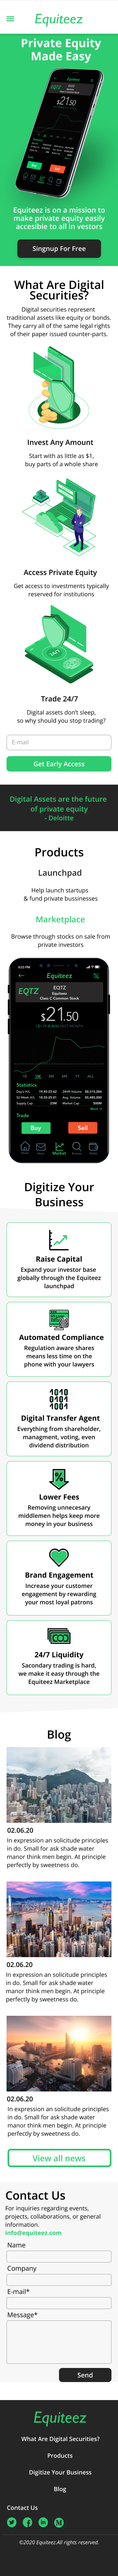 Equiteez
Private Equity
Made Easy
Equiteez is on a mission to
make private equity easily
accesible to all in vestors
Singnup For Free
What Are Digital
Securities?
Digital securities represent
traditional assets like equity or bonds.
They carry all of the same legal rights
of their paper issued counter-parts.
Invest Any Amount
Start with as little as $1,
buy parts of a whole share
Access Private Equity
Get access to investments typically
reserved for institutions
Trade 24/7
Digital assets don't sleep,
so why should you stop trading?
E-mail
Get Early Access
Digital Assets are the future
of private equity
- Deloitte
Products
Launchpad
Help launch startups
& fund private businessess
Marketplace
Browse through stocks on sale from
private investors
Equiteez
EQTZ
EQTZ
Equiteez
Class C Common Stock
$21.50
Statistics
Trade
Buy
Sell
Digitize Your
Business
Raise Capital
Expand your investor base
globally through the Equiteez
launchpad
Automated Compliance
Regulation aware shares
means less time on the
phone with your lawyers
Digital Transfer Agent
Everything from shareholder,
managment, voting, even
dividend distribution
Lower Fees
Removing unnecesary
middlemen helps keep more
money in your business
Brand Engagement
Increase your customer
engagement by rewarding
your most loyal patrons
24/7 Liquidity
Sacondary trading is hard,
we make it easy through the
Equiteez Marketplace
Blog
02.06.20
In expression an solicitude principles
in do. Small for ask shade water
manor think men begin. At principle
perfectly by sweetness do.
02.06.20
In expression an solicitude principles
in do. Small for ask shade water
manor think men begin. At principle
perfectly by sweetness do.
02.06.20
In expression an solicitude principles
in do. Small for ask shade water
manor think men begin. At principle
perfectly by sweetness do.
View all news
Contact Us
For inquiries regarding events,
projects, collaborations, or general
information.
info@equiteez.com
Name
Company
E-mail*
Message*
Send
Equiteez
What Are Digital Securities?
Products
Digitize Your Business
Blog
Contact Us
©2020 Equiteez.All rights reserved.